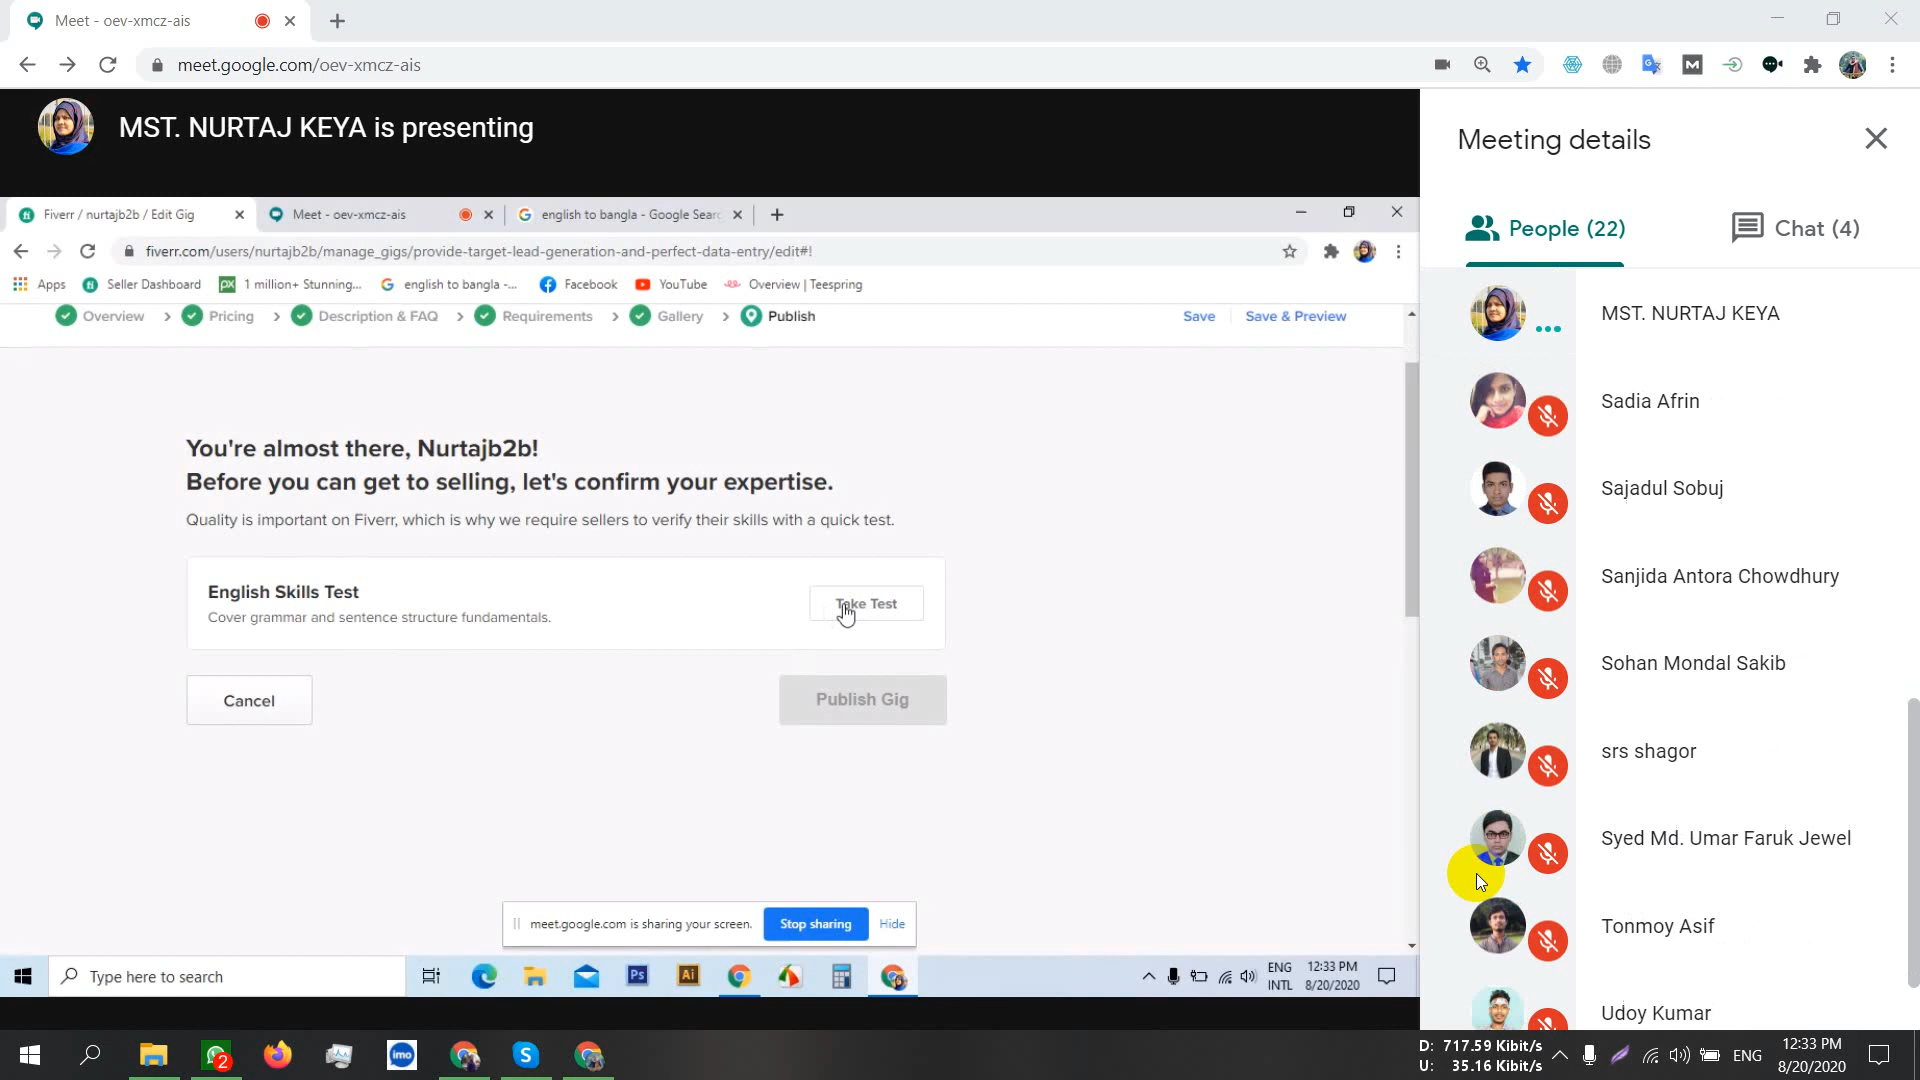 Meet - oev-xmcz-ais
meet.google.com/oev-xmcz-ais
MST. NURTAJ KEYA is presenting
Fiverr / nurtajb2b / Edit Gig
Meet - oev-xmcz-ais
english to bangla - Google Sear
fiverr.com/users/nurtajb2b/manage_gigs/provide-target-lead-generation-and-perfect-data-entry/edit#!
Apps
Seller Dashboard
1 million+ Stunning...
english to bangla -...
Facebook
YouTube
Overview | Teespring
Overview
Pricing
Description & FAQ
Requirements
Gallery
Publish
Save
Save & Preview
You're almost there, Nurtajb2b!
Before you can get to selling, let's confirm your expertise.
Quality is important on Fiverr, which is why we require sellers to verify their skills with a quick test.
English Skills Test
Cover grammar and sentence structure fundamentals.
Take Test
Cancel
Publish Gig
meet.google.com is sharing your screen.
Stop sharing
Hide
Type here to search
Ps
Ai
ENG
INTL
12:33 PM
8/20/2020
Meeting details
People (22)
Chat (4)
MST. NURTAJ KEYA
Sadia Afrin
Sajadul Sobuj
Sanjida Antora Chowdhury
Sohan Mondal Sakib
srs shagor
Syed Md. Umar Faruk Jewel
Tonmoy Asif
Udoy Kumar
2
imo
D: 717.59 Kibit/s
U: 35.16 Kibit/s
ENG
12:33 PM
8/20/2020